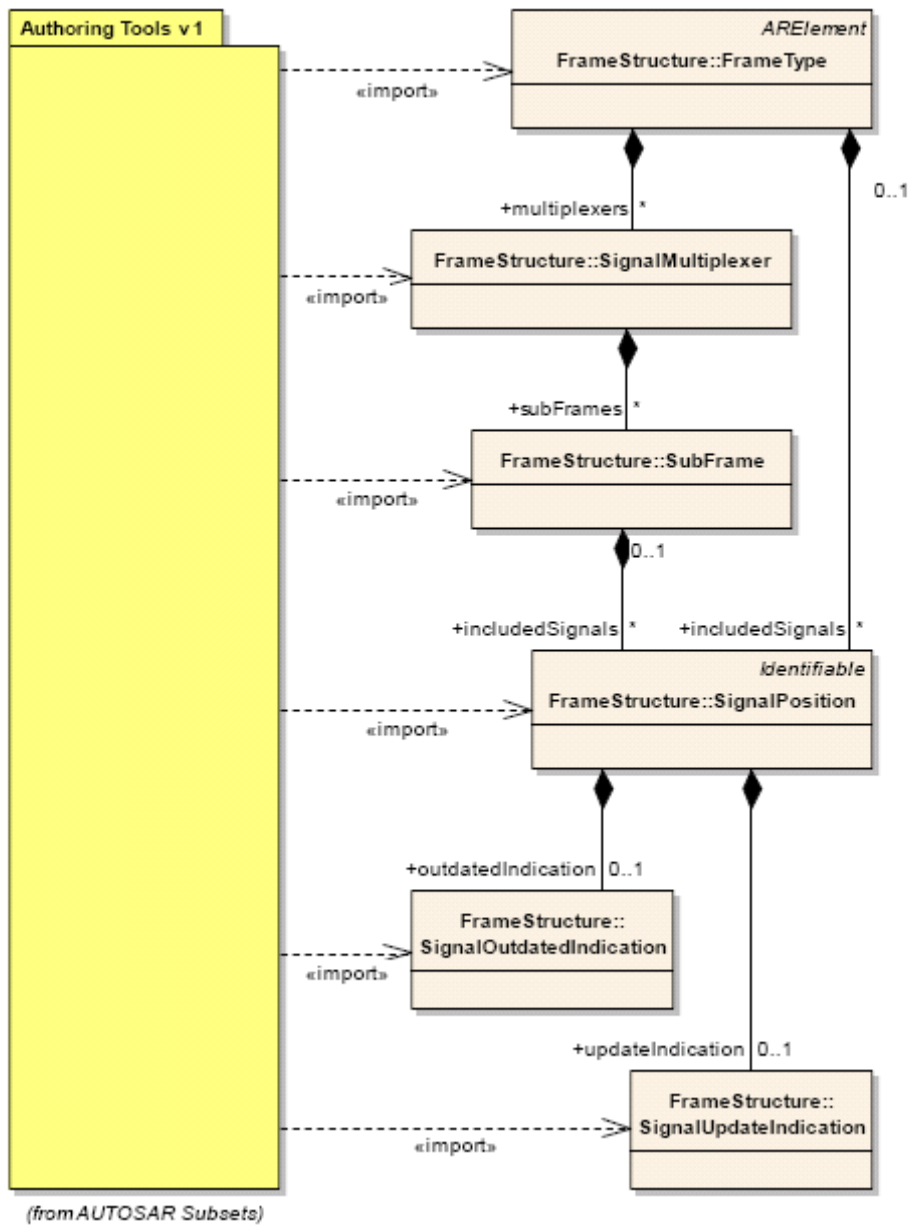 Authoring Tools v1
ARElement
FrameStructure::FrameType
«import»
0..1
+multiplexers *
FrameStructure::SignalMultiplexer
«import»
+subFrames *
FrameStructure::SubFrame
«import»
0..1
+includedSignals * +includedSignals *
Identifiable
FrameStructure::SignalPosition
«import»
+outdatedIndication 0..1
FrameStructure::
SignalOutdatedIndication
«import»
+updateIndication 0..1
FrameStructure::
SignalUpdateIndication
«import»
(from AUTOSAR Subsets)